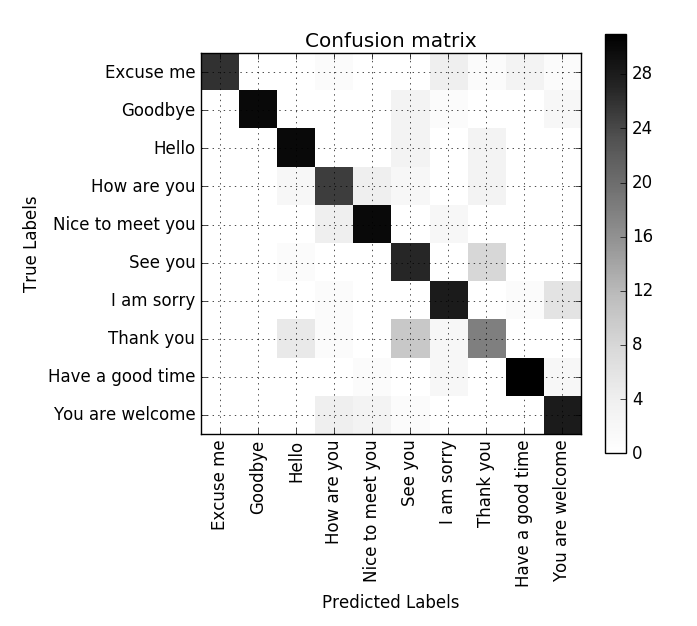 Confusion matrix
Excuse me
Goodbye
Hello
How are you
Nice to meet you
See you
I am sorry
Thank you
Have a good time
You are welcome
True Labels
Excuse me
Goodbye
Hello
How are you
Nice to meet you
See you
I am sorry
Thank you
Have a good time
You are welcome
Predicted Labels
28
24
20
16
12
8
4
0